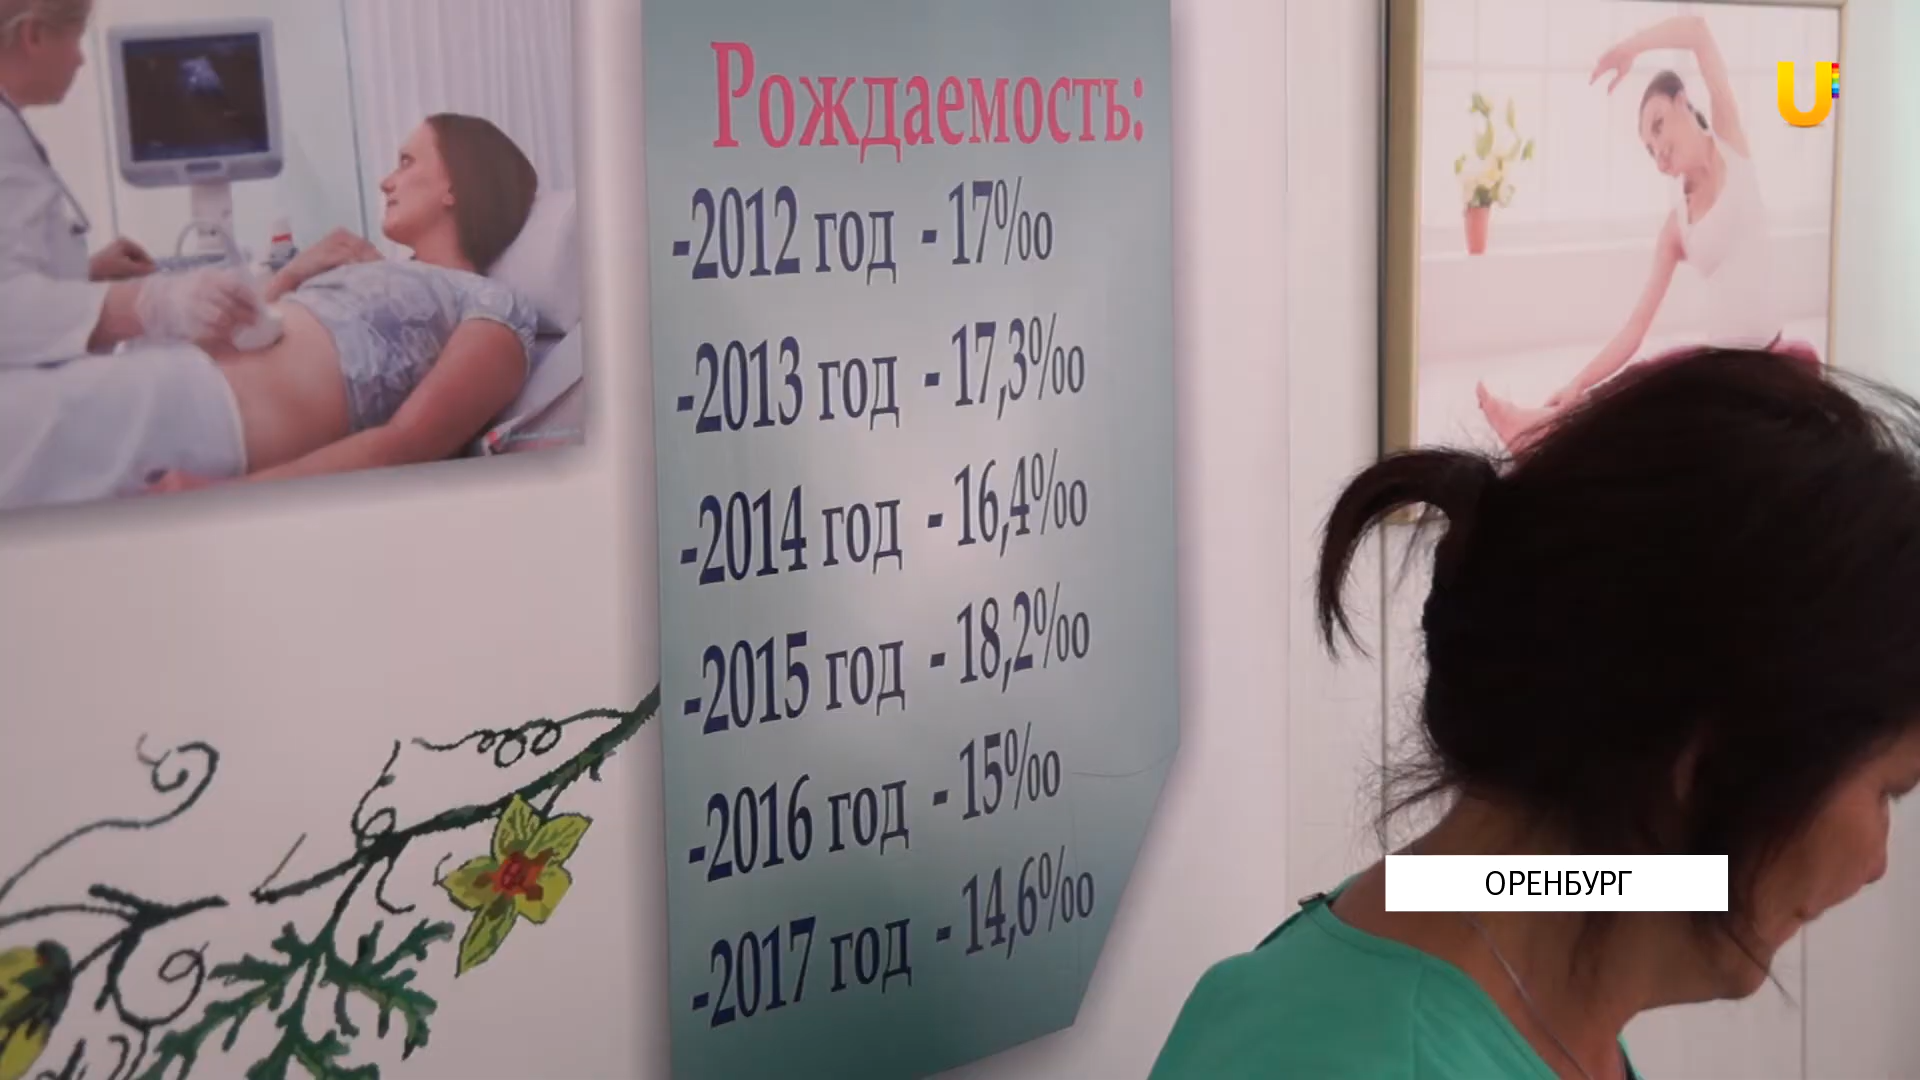 Рождаемость:
-2012 год - 17‰
-2013 год - 17,3‰
-2014 год - 16,4‰
-2015 год - 18,2‰
-2016 год - 15‰
-2017 год - 14,6‰
U
ОРЕНБУРГ